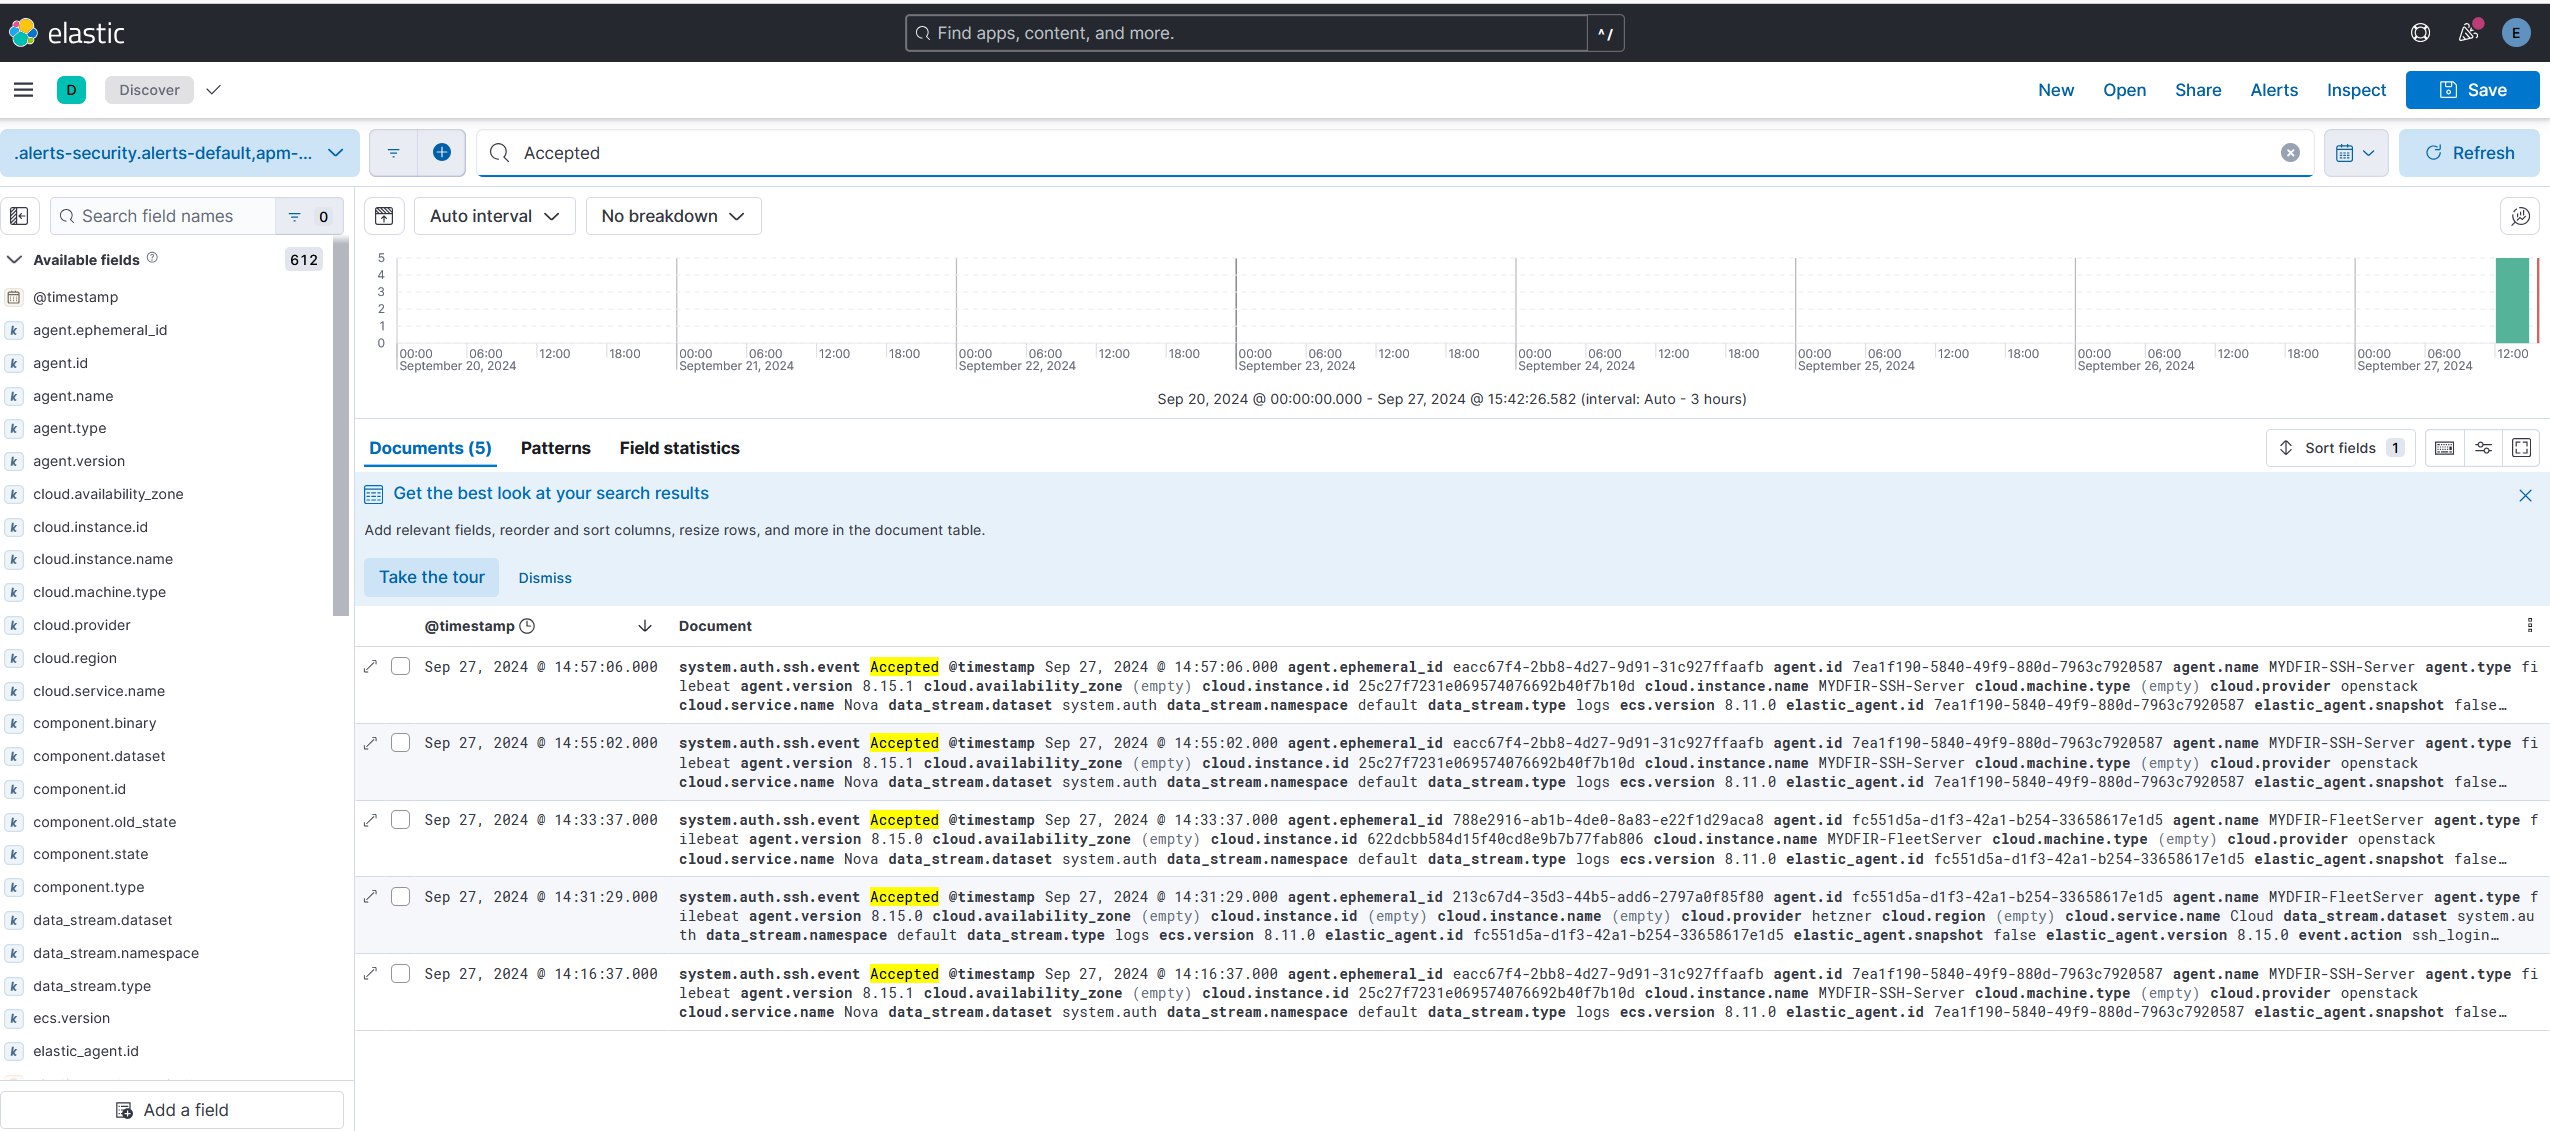 elastic
Find apps, content, and more.
^/
E
D
Discover
New
Open
Share
Alerts
Inspect
Save
.alerts-security.alerts-default,apm-...
Accepted
Refresh
Search field names
0
Auto interval
No breakdown
Available fields
612
@timestamp
k agent.ephemeral_id
k agent.id
k agent.name
k agent.type
k agent.version
k cloud.availability_zone
k cloud.instance.id
k cloud.instance.name
k cloud.machine.type
k cloud.provider
k cloud.region
k cloud.service.name
k component.binary
k component.dataset
k component.id
k component.old_state
k component.state
k component.type
k data_stream.dataset
k data_stream.namespace
k data_stream.type
k ecs.version
k elastic_agent.id
Add a field
5
4
3
2
1
0
00:00 06:00 12:00 18:00 00:00 06:00 12:00 18:00 00:00 06:00 12:00 18:00 00:00 06:00 12:00 18:00 00:00 06:00 12:00 18:00 00:00 06:00 12:00 18:00 00:00 06:00 12:00 18:00 00:00 06:00 12:00
September 20, 2024 September 21, 2024 September 22, 2024 September 23, 2024 September 24, 2024 September 25, 2024 September 26, 2024 September 27, 2024
Sep 20, 2024 @ 00:00:00.000 - Sep 27, 2024 @ 15:42:26.582 (interval: Auto - 3 hours)
Documents (5)
Patterns
Field statistics
Sort fields 1
Get the best look at your search results
Add relevant fields, reorder and sort columns, resize rows, and more in the document table.
Take the tour
Dismiss
@timestamp
Document
Sep 27, 2024 @ 14:57:06.000 system.auth.ssh.event Accepted @timestamp Sep 27, 2024 @ 14:57:06.000 agent.ephemeral_id eacc67f4-2bb8-4d27-9d91-31c927ffaafb agent.id 7ea1f190-5840-49f9-880d-7963c7920587 agent.name MYDFIR-SSH-Server agent.type fi
lebeat agent.version 8.15.1 cloud.availability_zone (empty) cloud.instance.id 25c27f7231e069574076692b40f7b10d cloud.instance.name MYDFIR-SSH-Server cloud.machine.type (empty) cloud.provider openstack
cloud.service.name Nova data_stream.dataset system.auth data_stream.namespace default data_stream.type logs ecs.version 8.11.0 elastic_agent.id 7ea1f190-5840-49f9-880d-7963c7920587 elastic_agent.snapshot false…
Sep 27, 2024 @ 14:55:02.000 system.auth.ssh.event Accepted @timestamp Sep 27, 2024 @ 14:55:02.000 agent.ephemeral_id eacc67f4-2bb8-4d27-9d91-31c927ffaafb agent.id 7ea1f190-5840-49f9-880d-7963c7920587 agent.name MYDFIR-SSH-Server agent.type fi
lebeat agent.version 8.15.1 cloud.availability_zone (empty) cloud.instance.id 25c27f7231e069574076692b40f7b10d cloud.instance.name MYDFIR-SSH-Server cloud.machine.type (empty) cloud.provider openstack
cloud.service.name Nova data_stream.dataset system.auth data_stream.namespace default data_stream.type logs ecs.version 8.11.0 elastic_agent.id 7ea1f190-5840-49f9-880d-7963c7920587 elastic_agent.snapshot false…
Sep 27, 2024 @ 14:33:37.000 system.auth.ssh.event Accepted @timestamp Sep 27, 2024 @ 14:33:37.000 agent.ephemeral_id 788e2916-ab1b-4de0-8a83-e22f1d29aca8 agent.id fc551d5a-d1f3-42a1-b254-33658617e1d5 agent.name MYDFIR-FleetServer agent.type f
ilebeat agent.version 8.15.0 cloud.availability_zone (empty) cloud.instance.id 622dcbb584d15f40cd8e9b7b77fab806 cloud.instance.name MYDFIR-FleetServer cloud.machine.type (empty) cloud.provider openstack
cloud.service.name Nova data_stream.dataset system.auth data_stream.namespace default data_stream.type logs ecs.version 8.11.0 elastic_agent.id fc551d5a-d1f3-42a1-b254-33658617e1d5 elastic_agent.snapshot false…
Sep 27, 2024 @ 14:31:29.000 system.auth.ssh.event Accepted @timestamp Sep 27, 2024 @ 14:31:29.000 agent.ephemeral_id 213c67d4-35d3-44b5-add6-2797a0f85f80 agent.id fc551d5a-d1f3-42a1-b254-33658617e1d5 agent.name MYDFIR-FleetServer agent.type f
ilebeat agent.version 8.15.0 cloud.availability_zone (empty) cloud.instance.id (empty) cloud.instance.name (empty) cloud.provider hetzner cloud.region (empty) cloud.service.name Cloud data_stream.dataset system.au
th data_stream.namespace default data_stream.type logs ecs.version 8.11.0 elastic_agent.id fc551d5a-d1f3-42a1-b254-33658617e1d5 elastic_agent.snapshot false elastic_agent.version 8.15.0 event.action ssh_login…
Sep 27, 2024 @ 14:16:37.000 system.auth.ssh.event Accepted @timestamp Sep 27, 2024 @ 14:16:37.000 agent.ephemeral_id eacc67f4-2bb8-4d27-9d91-31c927ffaafb agent.id 7ea1f190-5840-49f9-880d-7963c7920587 agent.name MYDFIR-SSH-Server agent.type fi
lebeat agent.version 8.15.1 cloud.availability_zone (empty) cloud.instance.id 25c27f7231e069574076692b40f7b10d cloud.instance.name MYDFIR-SSH-Server cloud.machine.type (empty) cloud.provider openstack
cloud.service.name Nova data_stream.dataset system.auth data_stream.namespace default data_stream.type logs ecs.version 8.11.0 elastic_agent.id 7ea1f190-5840-49f9-880d-7963c7920587 elastic_agent.snapshot false…